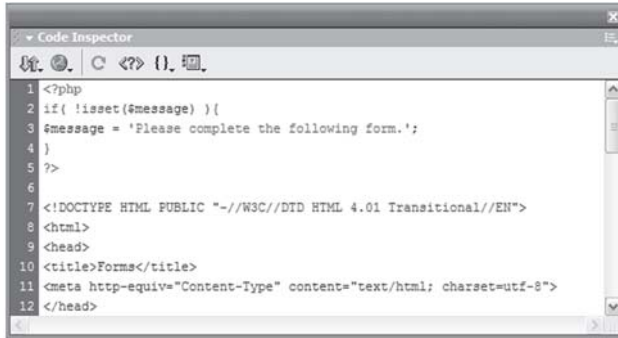 Code Inspector
<?>
{}
1 <?php
2 if( !isset($message) ){
3 $message = 'Please complete the following form.';
4 }
5 ?>
6
7 <!DOCTYPE HTML PUBLIC "-//W3C//DTD HTML 4.01 Transitional//EN">
8 <html>
9 <head>
10 <title>Forms</title>
11 <meta http-equiv="Content-Type" content="text/html; charset=utf-8">
12 </head>